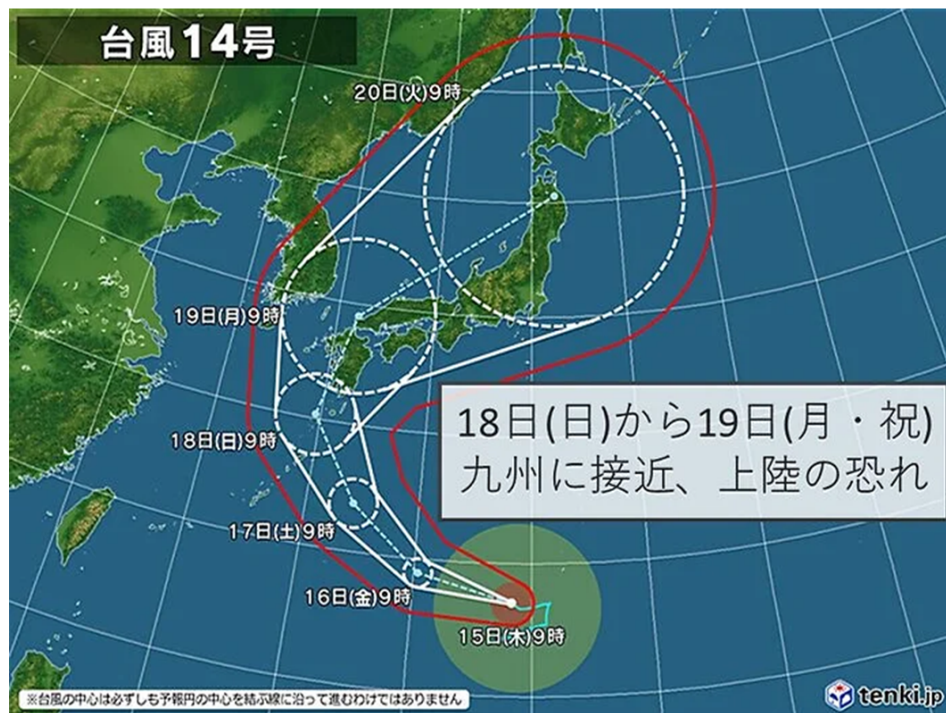 台風14号
20日(火)9時
19日(月)9時
18日(日)9時
17日(土)9時
16日(金)9時
15日(木)9時
18日(日)から19日(月・祝)
九州に接近、上陸の恐れ
※台風の中心は必ずしも予報円の中心を結ぶ線に沿って進むわけではありません
tenki.jp